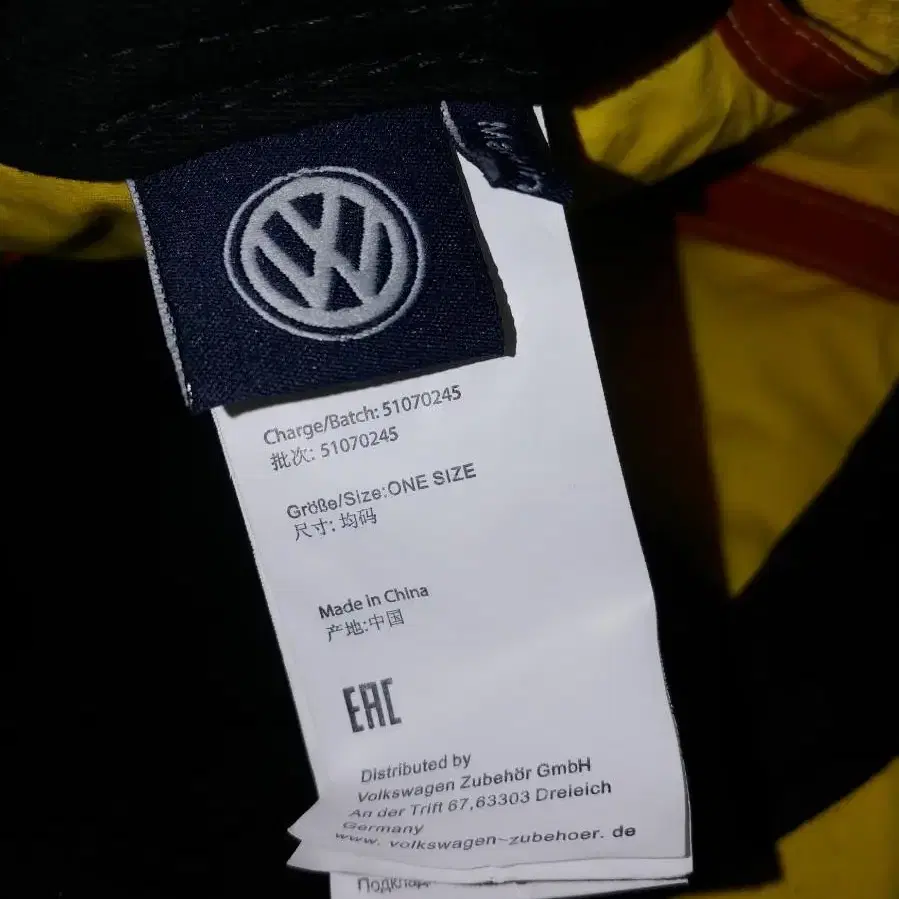 Charge/Batch: 51070245
批次: 51070245
Größe/Size:ONE SIZE
尺寸: 均码
Made in China
产地:中国
EAC
Distributed by
Volkswagen Zubehör GmbH
An der Trift 67,63303 Dreieich
Germany
www. volkswagen-zubehoer. de